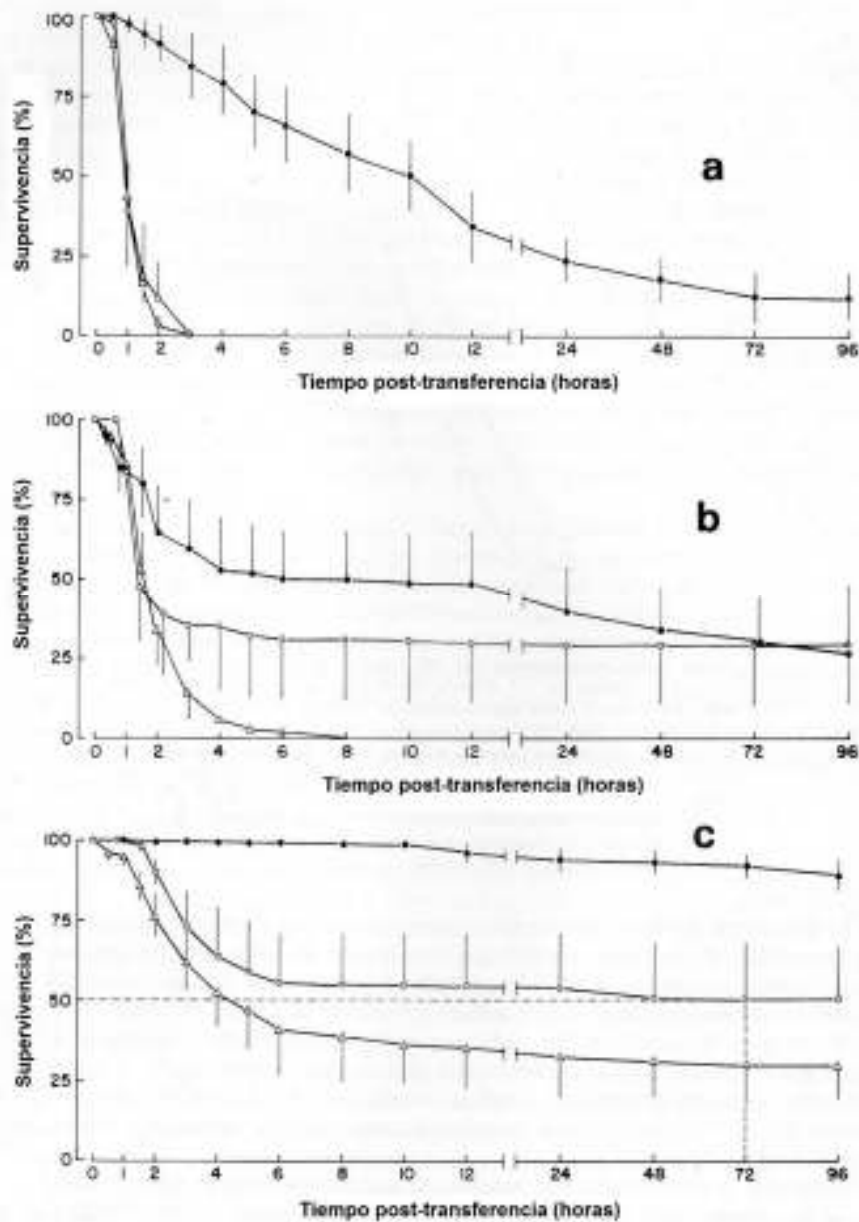 100
75
50
25
0
Supervivencia (%)
a
0 1 2 4 6 8 10 12 24 48 72 96
Tiempo post-transferencia (horas)
100
75
50
25
0
Supervivencia (%)
b
0 1 2 4 6 8 10 12 24 48 72 96
Tiempo post-transferencia (horas)
100
75
50
25
0
Supervivencia (%)
c
0 1 2 4 6 8 10 12 24 48 72 96
Tiempo post-transferencia (horas)